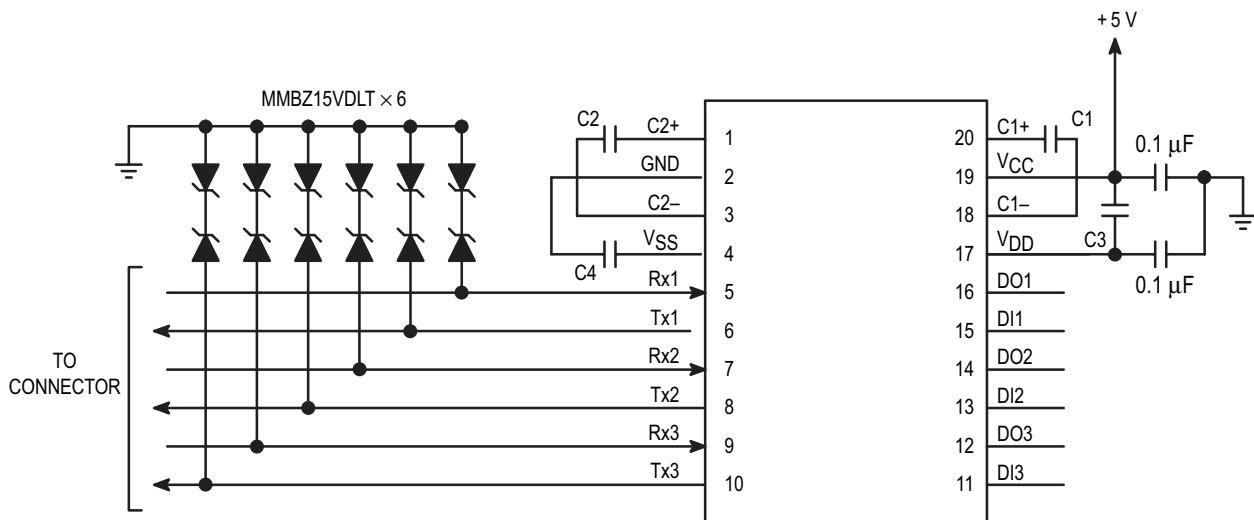 +5 V
MMBZ15VDLT × 6
C2
C2+
1
20
C1+
C1
0.1 μF
GND
2
19
VCC
C2–
3
18
C1–
VSS
4
17
VDD
C3
C4
0.1 μF
Rx1
5
16
DO1
Tx1
6
15
DI1
TO
CONNECTOR
Rx2
7
14
DO2
Tx2
8
13
DI2
Rx3
9
12
DO3
Tx3
10
11
DI3